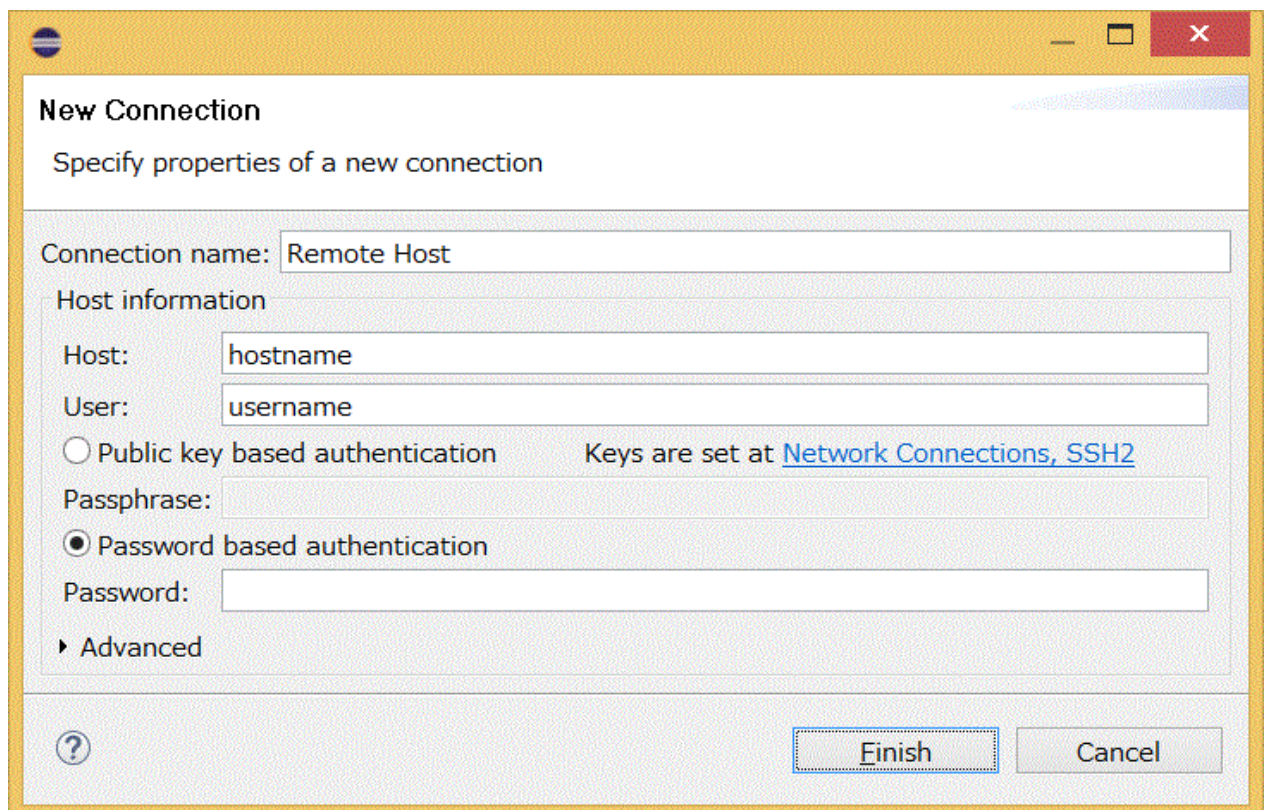 New Connection
Specify properties of a new connection
Connection name: Remote Host
Host information
Host: hostname
User: username
Public key based authentication Keys are set at Network Connections, SSH2
Passphrase:
Password based authentication
Password:
Advanced
? Finish Cancel